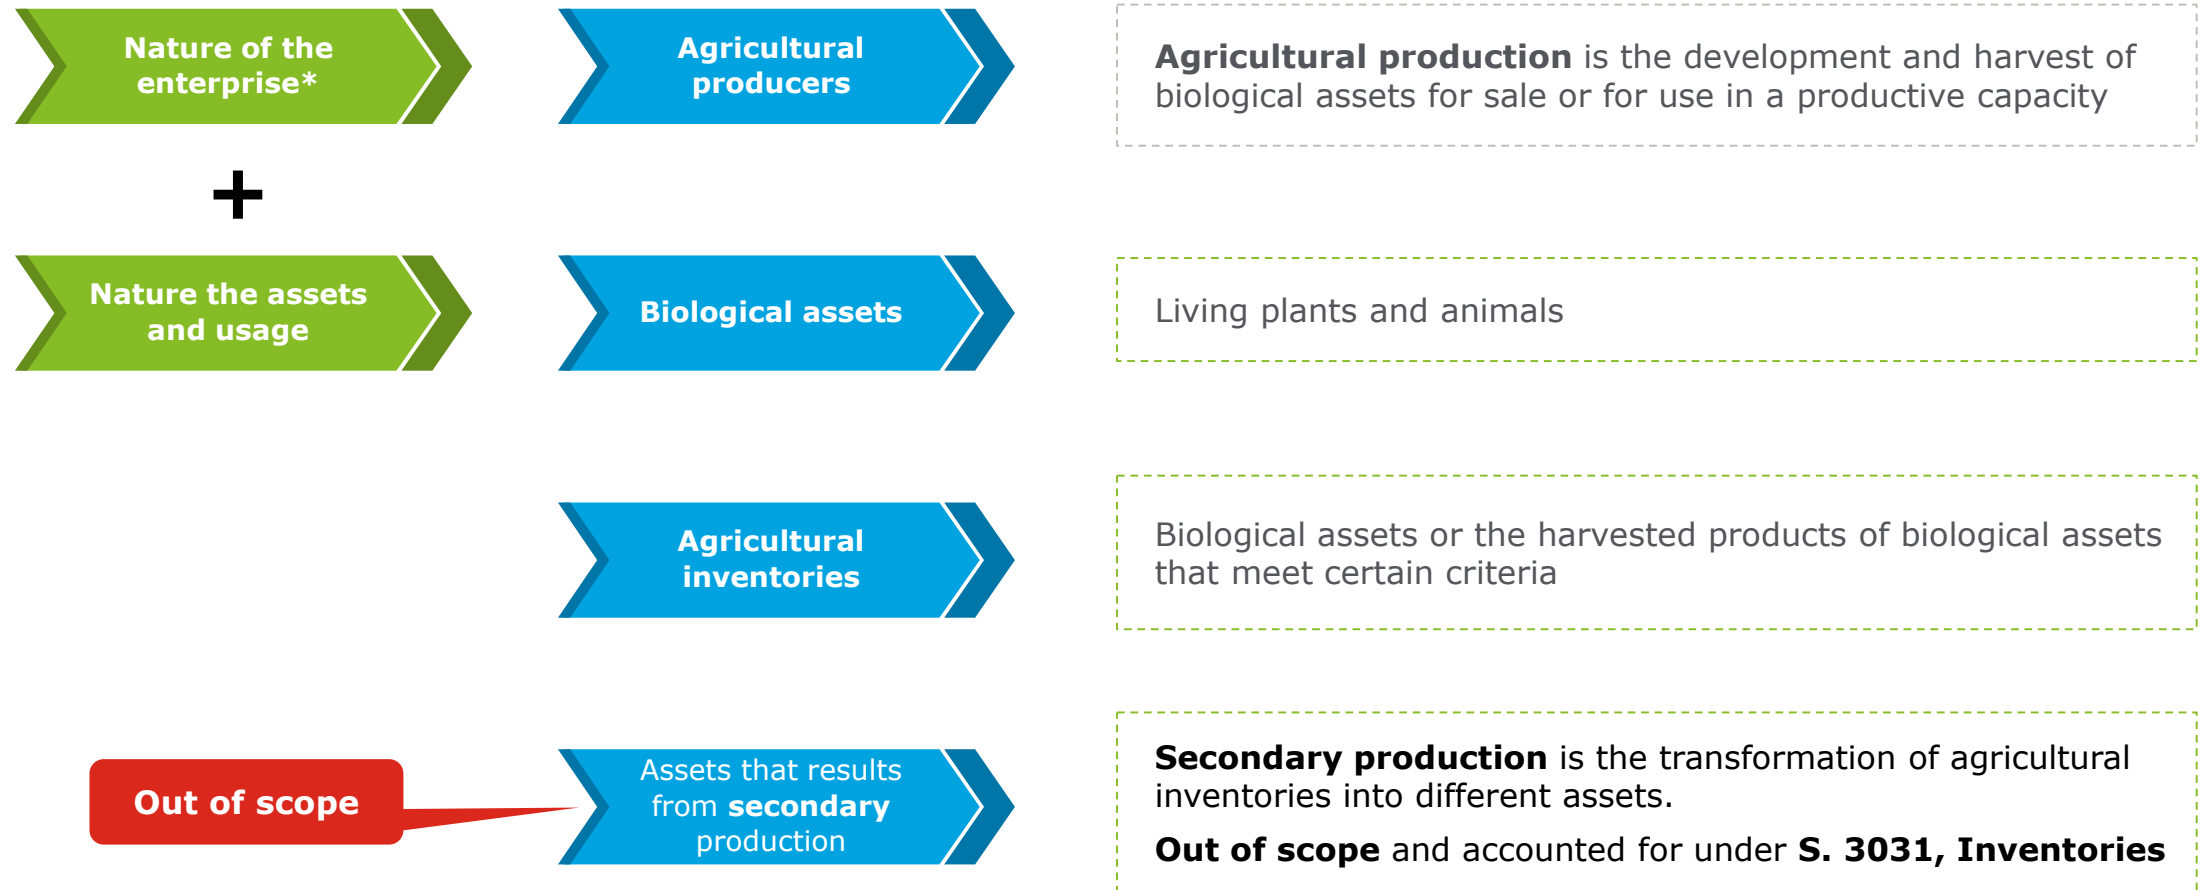 Nature of the
enterprise*
Agricultural
producers
Agricultural production is the development and harvest of
biological assets for sale or for use in a productive capacity
+
Nature the assets
and usage
Biological assets
Living plants and animals
Agricultural
inventories
Biological assets or the harvested products of biological assets
that meet certain criteria
Out of scope
Assets that results
from secondary
production
Secondary production is the transformation of agricultural
inventories into different assets.
Out of scope and accounted for under S. 3031, Inventories